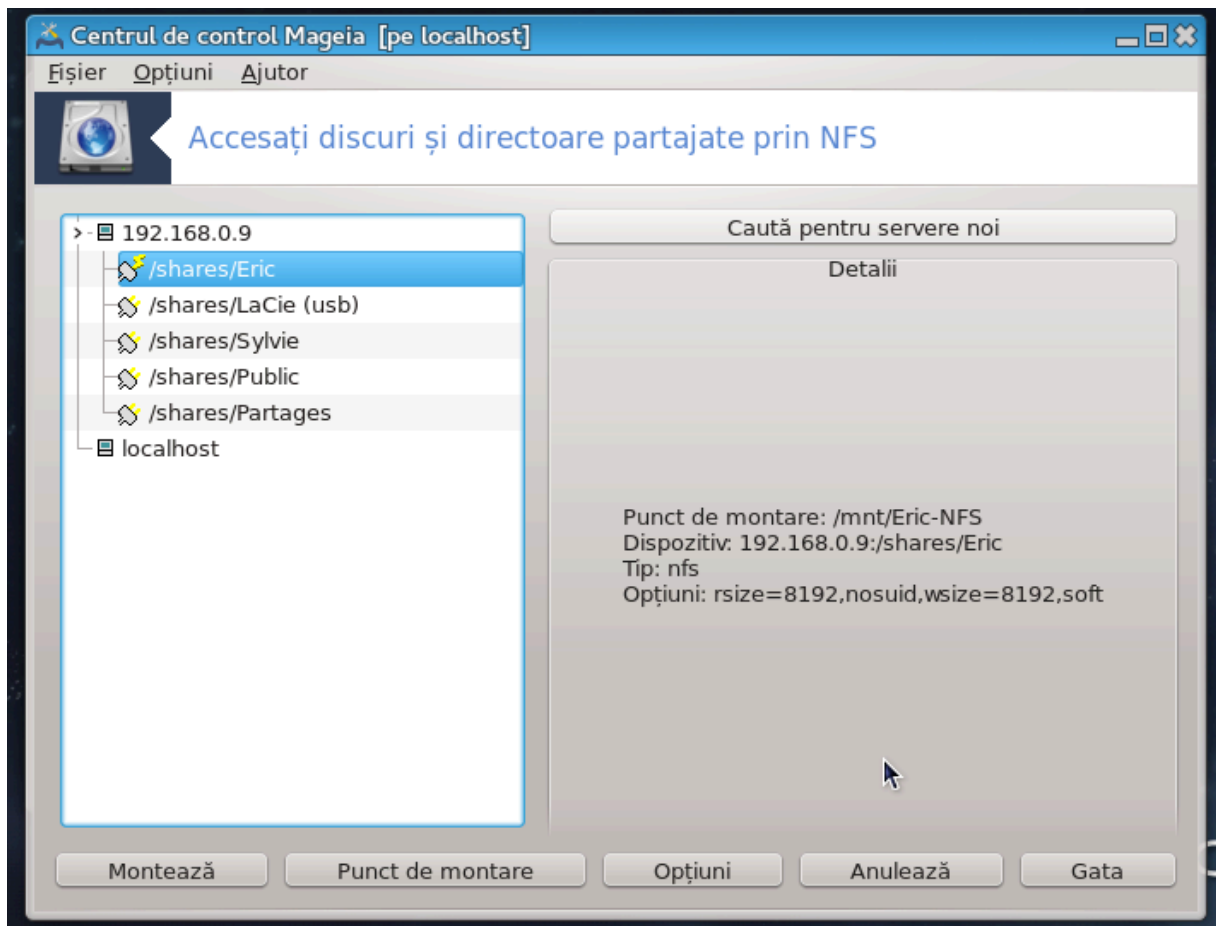 Centrul de control Mageia [pe localhost]
Fișier Opțiuni Ajutor
Accesați discuri și directoare partajate prin NFS
192.168.0.9
/shares/Eric
/shares/LaCie (usb)
/shares/Sylvie
/shares/Public
/shares/Partages
localhost
Caută pentru servere noi
Detalii
Punct de montare: /mnt/Eric-NFS
Dispozitiv: 192.168.0.9:/shares/Eric
Tip: nfs
Opțiuni: rsize=8192,nosuid,wsize=8192,soft
Montează Punct de montare Opțiuni Anulează Gata